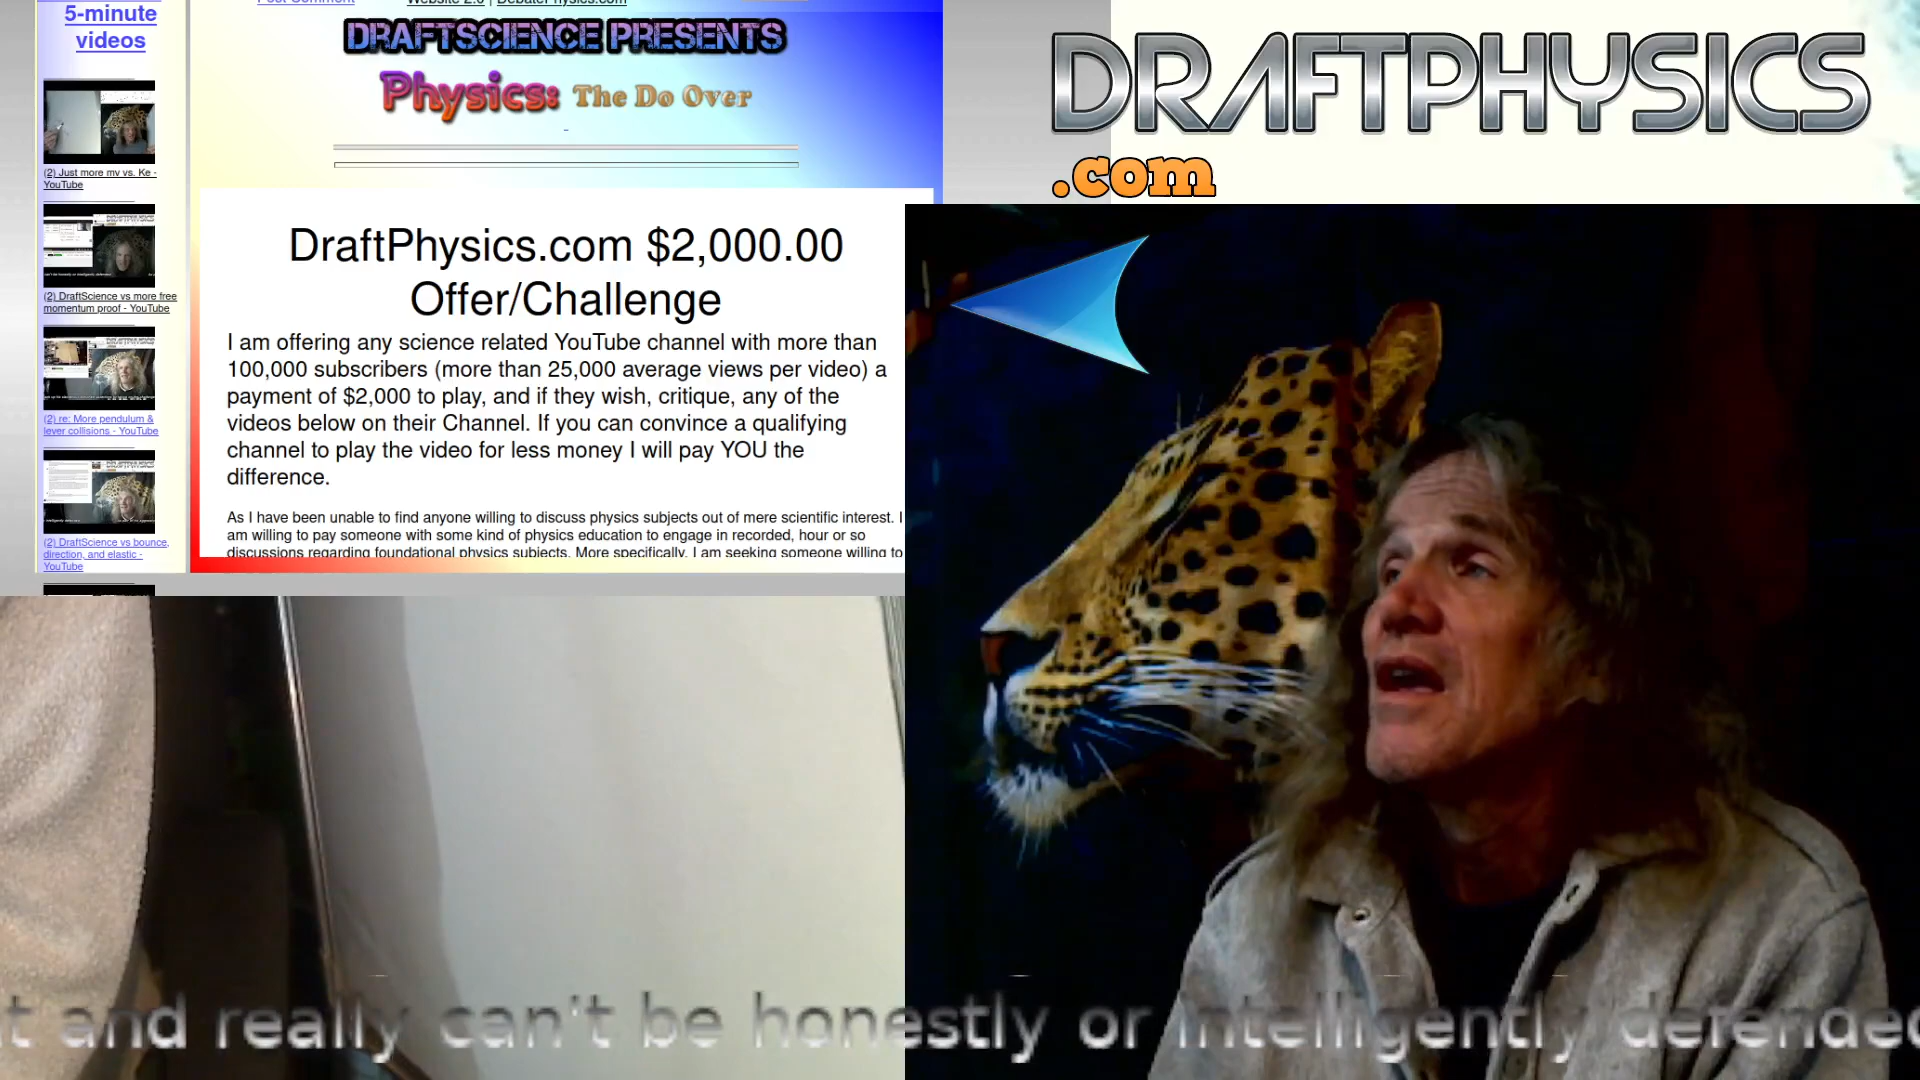 5-minute
videos
(2) Just more mv vs. Ke -
YouTube
(2) DraftScience vs more free
momentum proof - YouTube
(2) re: More pendulum &
lever collisions - YouTube
(2) DraftScience vs bounce,
direction, and elastic -
YouTube
Post Comment
Website 2.0 | DebaterPhysics.com
DRAFTSCIENCE PRESENTS
Physics: The Do Over
DraftPhysics.com $2,000.00
Offer/Challenge
I am offering any science related YouTube channel with more than
100,000 subscribers (more than 25,000 average views per video) a
payment of $2,000 to play, and if they wish, critique, any of the
videos below on their Channel. If you can convince a qualifying
channel to play the video for less money I will pay YOU the
difference.
As I have been unable to find anyone willing to discuss physics subjects out of mere scientific interest. I
am willing to pay someone with some kind of physics education to engage in recorded, hour or so
discussions regarding foundational physics subjects. More specifically, I am seeking someone willing to
DRAFTPHYSICS
.com
t and really can't be honestly or intelligently defended